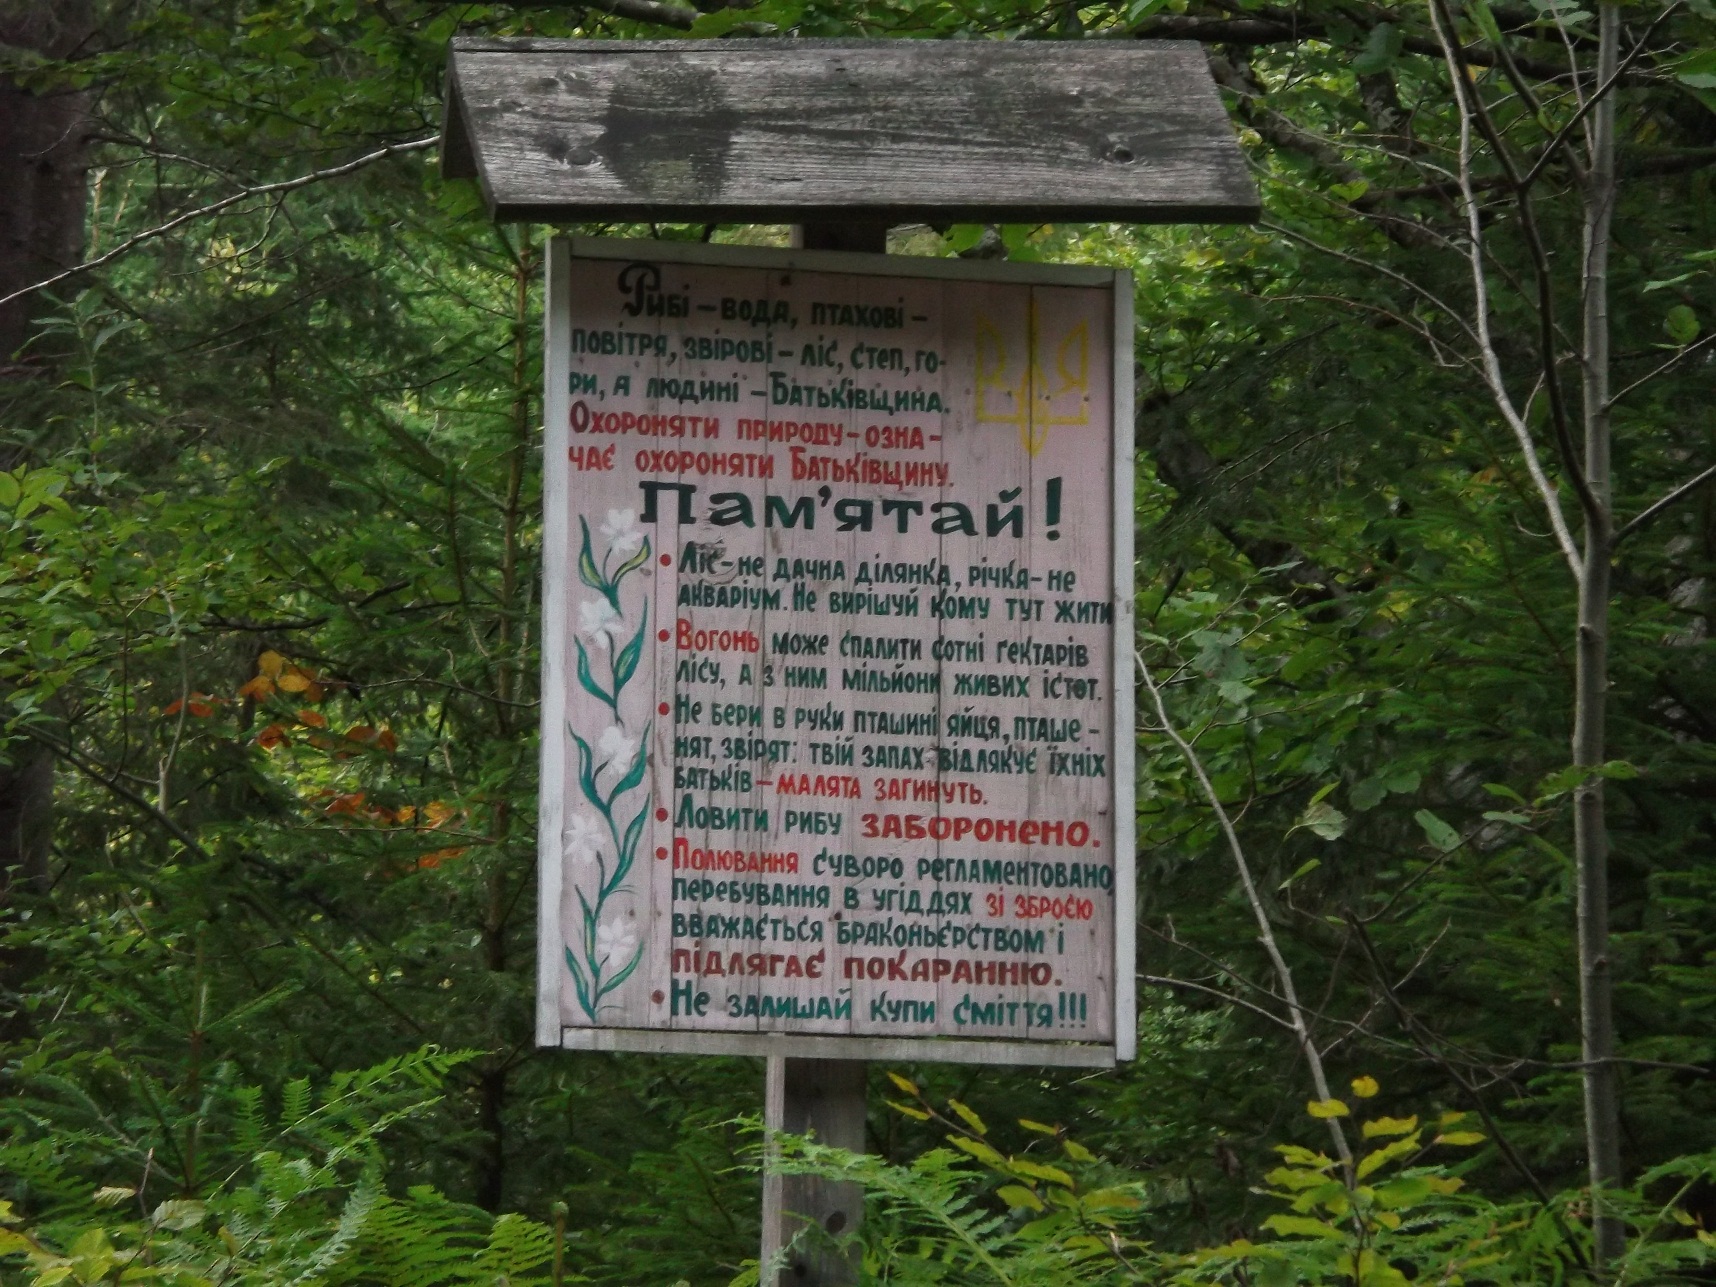 Рибі – вода, птахові –
повітря, звірові – ліс, степ, го-
ри, а людині – Батьківщина.
Охороняти природу – озна-
чає охороняти Батьківщину.
Пам'ятай!
• Ліс – не дачна ділянка, річка – не
акваріум. Не вирішуй кому тут жити
• Вогонь може спалити сотні гектарів
лісу, а з ним мільйони живих істот.
• Не бери в руки пташині яйця, пташе-
нят, звірят: твій запах відлякує їхніх
батьків – малята загинуть.
• Ловити рибу заборонено.
• Полювання суворо регламентовано,
перебування в угіддях зі зброєю
вважається браконьєрством і
підлягає покаранню.
• Не залишай купи сміття!!!